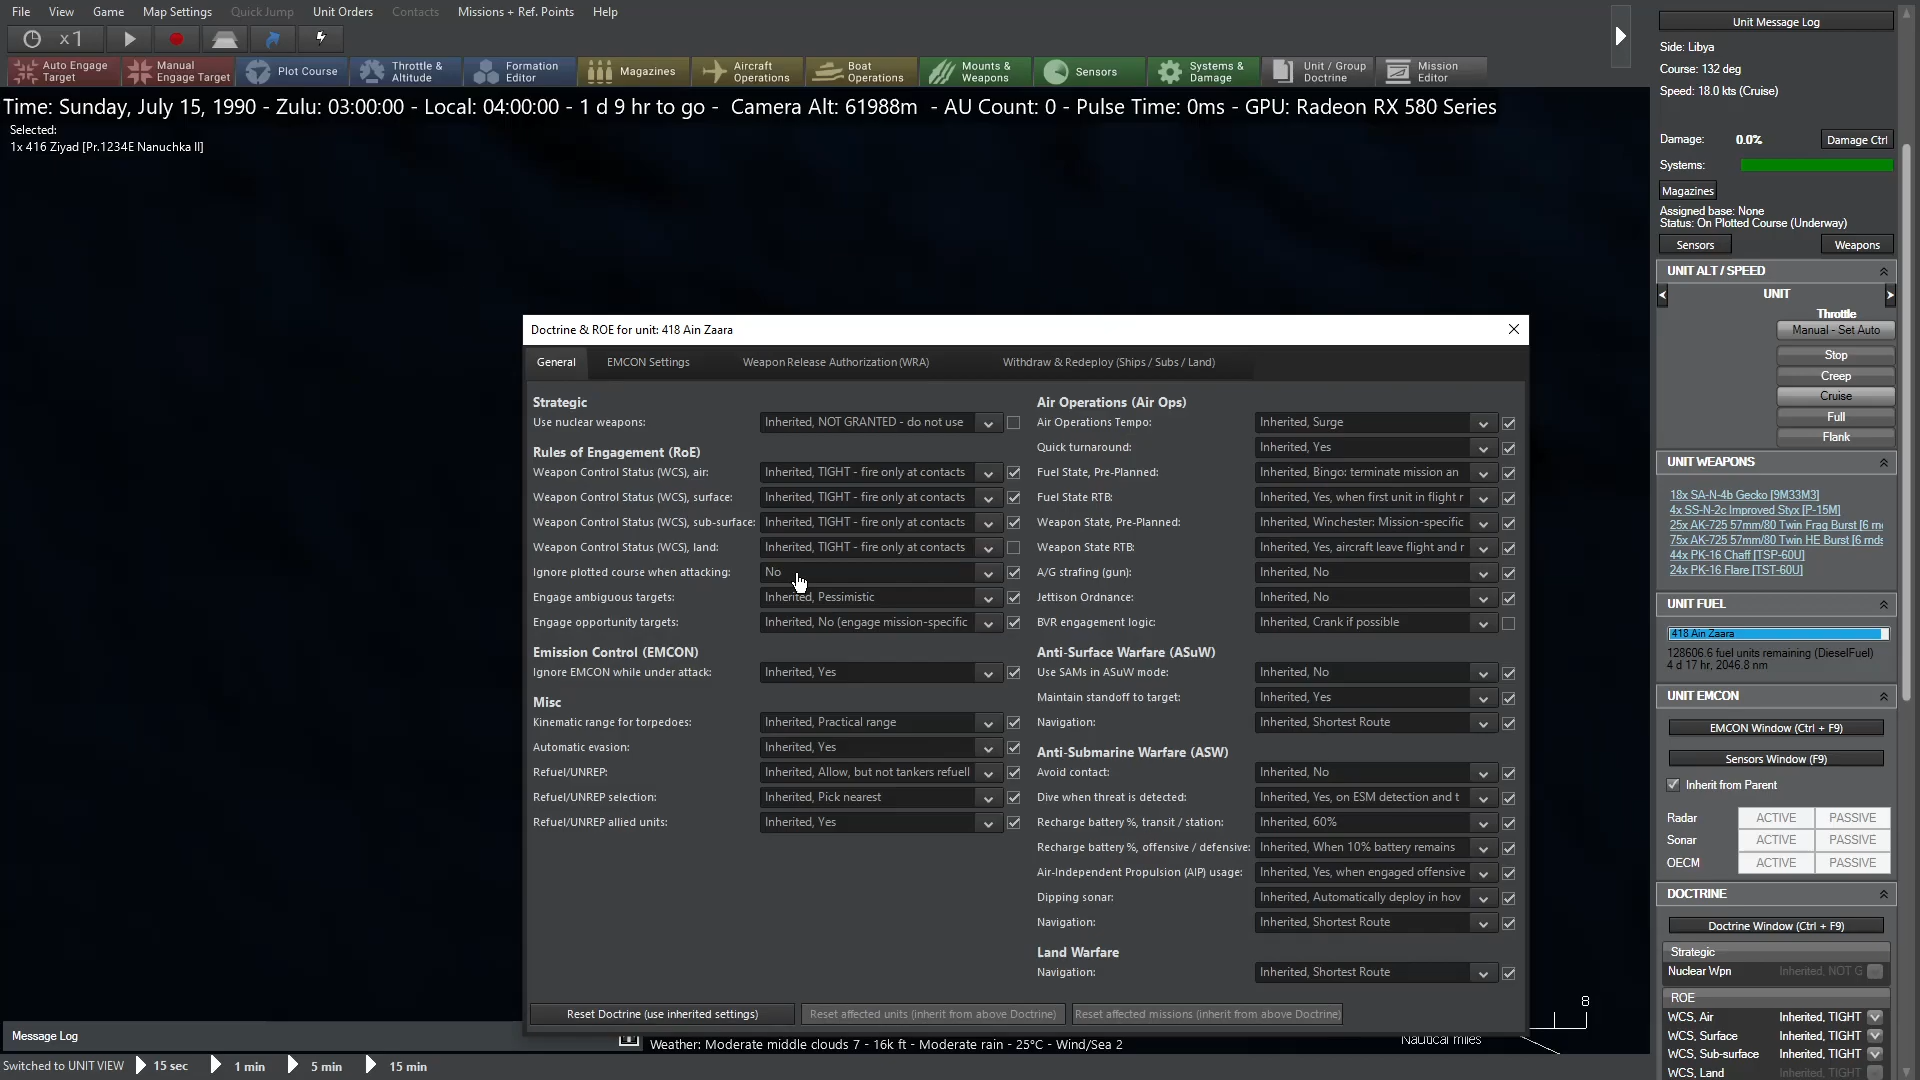 File View Game Map Settings Quick Jump Unit Orders Contacts Missions + Ref. Points Help
x1
Auto Engage Target
Manual Engage Target
Plot Course
Throttle & Altitude
Formation Editor
Magazines
Aircraft Operations
Boat Operations
Mounts & Weapons
Sensors
Systems & Damage
Unit / Group Doctrine
Mission Editor
Time: Sunday, July 15, 1990 - Zulu: 03:00:00 - Local: 04:00:00 - 1 d 9 hr to go - Camera Alt: 61988m - AU Count: 0 - Pulse Time: 0ms - GPU: Radeon RX 580 Series
Selected:
1x 416 Ziyad [Pr.1234E Nanuchka II]
Doctrine & ROE for unit: 418 Ain Zaara
General EMCON Settings Weapon Release Authorization (WRA) Withdraw & Redeploy (Ships / Subs / Land)
Strategic
Use nuclear weapons: Inherited, NOT GRANTED - do not use
Rules of Engagement (RoE)
Weapon Control Status (WCS), air: Inherited, TIGHT - fire only at contacts
Weapon Control Status (WCS), surface: Inherited, TIGHT - fire only at contacts
Weapon Control Status (WCS), sub-surface: Inherited, TIGHT - fire only at contacts
Weapon Control Status (WCS), land: Inherited, TIGHT - fire only at contacts
Ignore plotted course when attacking: No
Engage ambiguous targets: Inherited, Pessimistic
Engage opportunity targets: Inherited, No (engage mission-specific
Emission Control (EMCON)
Ignore EMCON while under attack: Inherited, Yes
Misc
Kinematic range for torpedoes: Inherited, Practical range
Automatic evasion: Inherited, Yes
Refuel/UNREP: Inherited, Allow, but not tankers refuell
Refuel/UNREP selection: Inherited, Pick nearest
Refuel/UNREP allied units: Inherited, Yes
Air Operations (Air Ops)
Air Operations Tempo: Inherited, Surge
Quick turnaround: Inherited, Yes
Fuel State, Pre-Planned: Inherited, Bingo: terminate mission an
Fuel State RTB: Inherited, Yes, when first unit in flight r
Weapon State, Pre-Planned: Inherited, Winchester: Mission-specific
Weapon State RTB: Inherited, Yes, aircraft leave flight and r
A/G strafing (gun): Inherited, No
Jettison Ordnance: Inherited, No
BVR engagement logic: Inherited, Crank if possible
Anti-Surface Warfare (ASuW)
Use SAMs in ASuW mode: Inherited, No
Maintain standoff to target: Inherited, Yes
Navigation: Inherited, Shortest Route
Anti-Submarine Warfare (ASW)
Avoid contact: Inherited, No
Dive when threat is detected: Inherited, Yes, on ESM detection and t
Recharge battery %, transit / station: Inherited, 60%
Recharge battery %, offensive / defensive: Inherited, When 10% battery remains
Air-Independent Propulsion (AIP) usage: Inherited, Yes, when engaged offensive
Dipping sonar: Inherited, Automatically deploy in hov
Navigation: Inherited, Shortest Route
Land Warfare
Navigation: Inherited, Shortest Route
Reset Doctrine (use inherited settings) Reset affected units (inherit from above Doctrine) Reset affected missions (inherit from above Doctrine)
8
Nautical miles
Weather: Moderate middle clouds 7 - 16k ft - Moderate rain - 25°C - Wind/Sea 2
Message Log
Switched to UNIT VIEW 15 sec 1 min 5 min 15 min
Unit Message Log
Side: Libya
Course: 132 deg
Speed: 18.0 kts (Cruise)
Damage: 0.0% Damage Ctrl
Systems:
Magazines
Assigned base: None
Status: On Plotted Course (Underway)
Sensors Weapons
UNIT ALT / SPEED
UNIT
Throttle
Manual - Set Auto
Stop
Creep
Cruise
Full
Flank
UNIT WEAPONS
18x SA-N-4b Gecko [9M33M3]
4x SS-N-2c Improved Styx [P-15M]
25x AK-725 57mm/80 Twin Frag Burst [6 m
75x AK-725 57mm/80 Twin HE Burst [6 mds
44x PK-16 Chaff [TSP-60U]
24x PK-16 Flare [TST-60U]
UNIT FUEL
418 Ain Zaara
128606.6 fuel units remaining (DieselFuel)
4 d 17 hr, 2046.8 nm
UNIT EMCON
EMCON Window (Ctrl + F9)
Sensors Window (F9)
Inherit from Parent
Radar ACTIVE PASSIVE
Sonar ACTIVE PASSIVE
OECM ACTIVE PASSIVE
DOCTRINE
Doctrine Window (Ctrl + F9)
Strategic
Nuclear Wpn Inherited, NOT G
ROE
WCS, Air Inherited, TIGHT
WCS, Surface Inherited, TIGHT
WCS, Sub-surface Inherited, TIGHT
WCS, Land Inherited, TIGHT